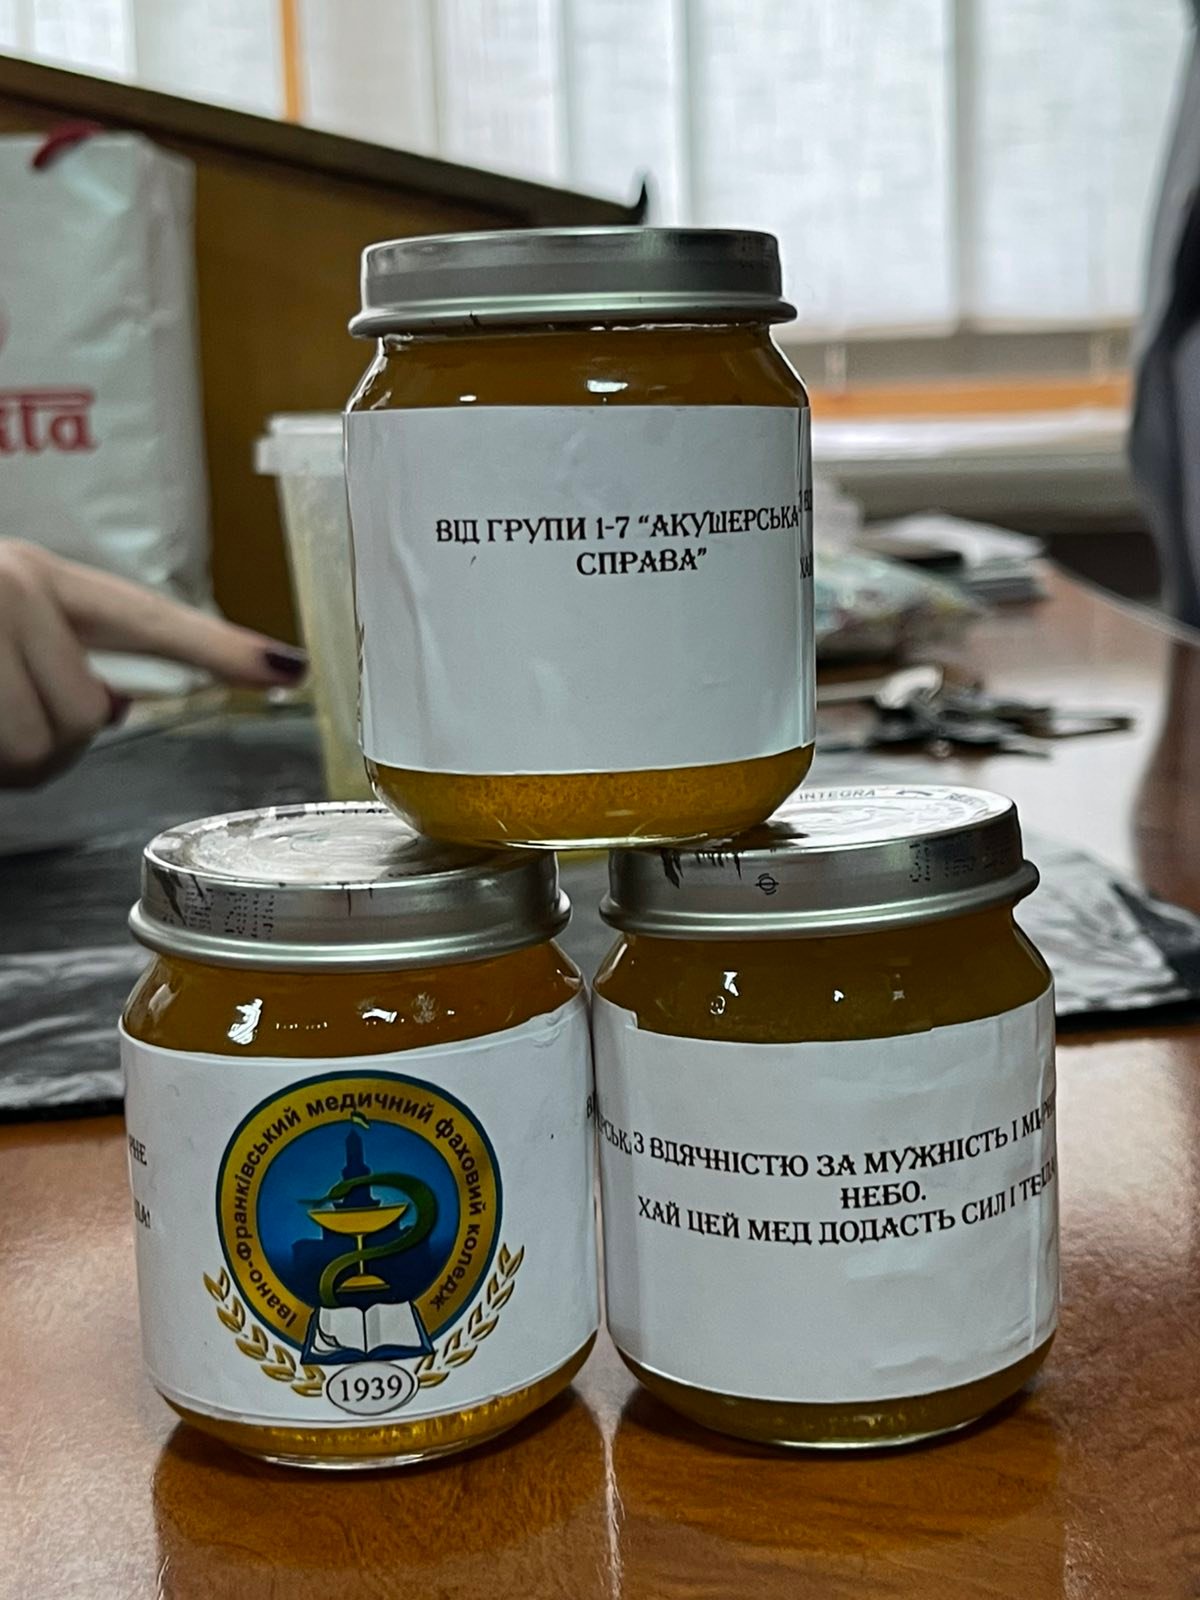 ВІД ГРУПИ 1-7 “АКУШЕРСЬКА
СПРАВА”
INTEGRA
Івано-Франківський медичний фаховий коледж
1939
З ВДЯЧНІСТЮ ЗА МУЖНІСТЬ І
НЕБО.
ХАЙ ЦЕЙ МЕД ДОДАСТЬ СИЛ І